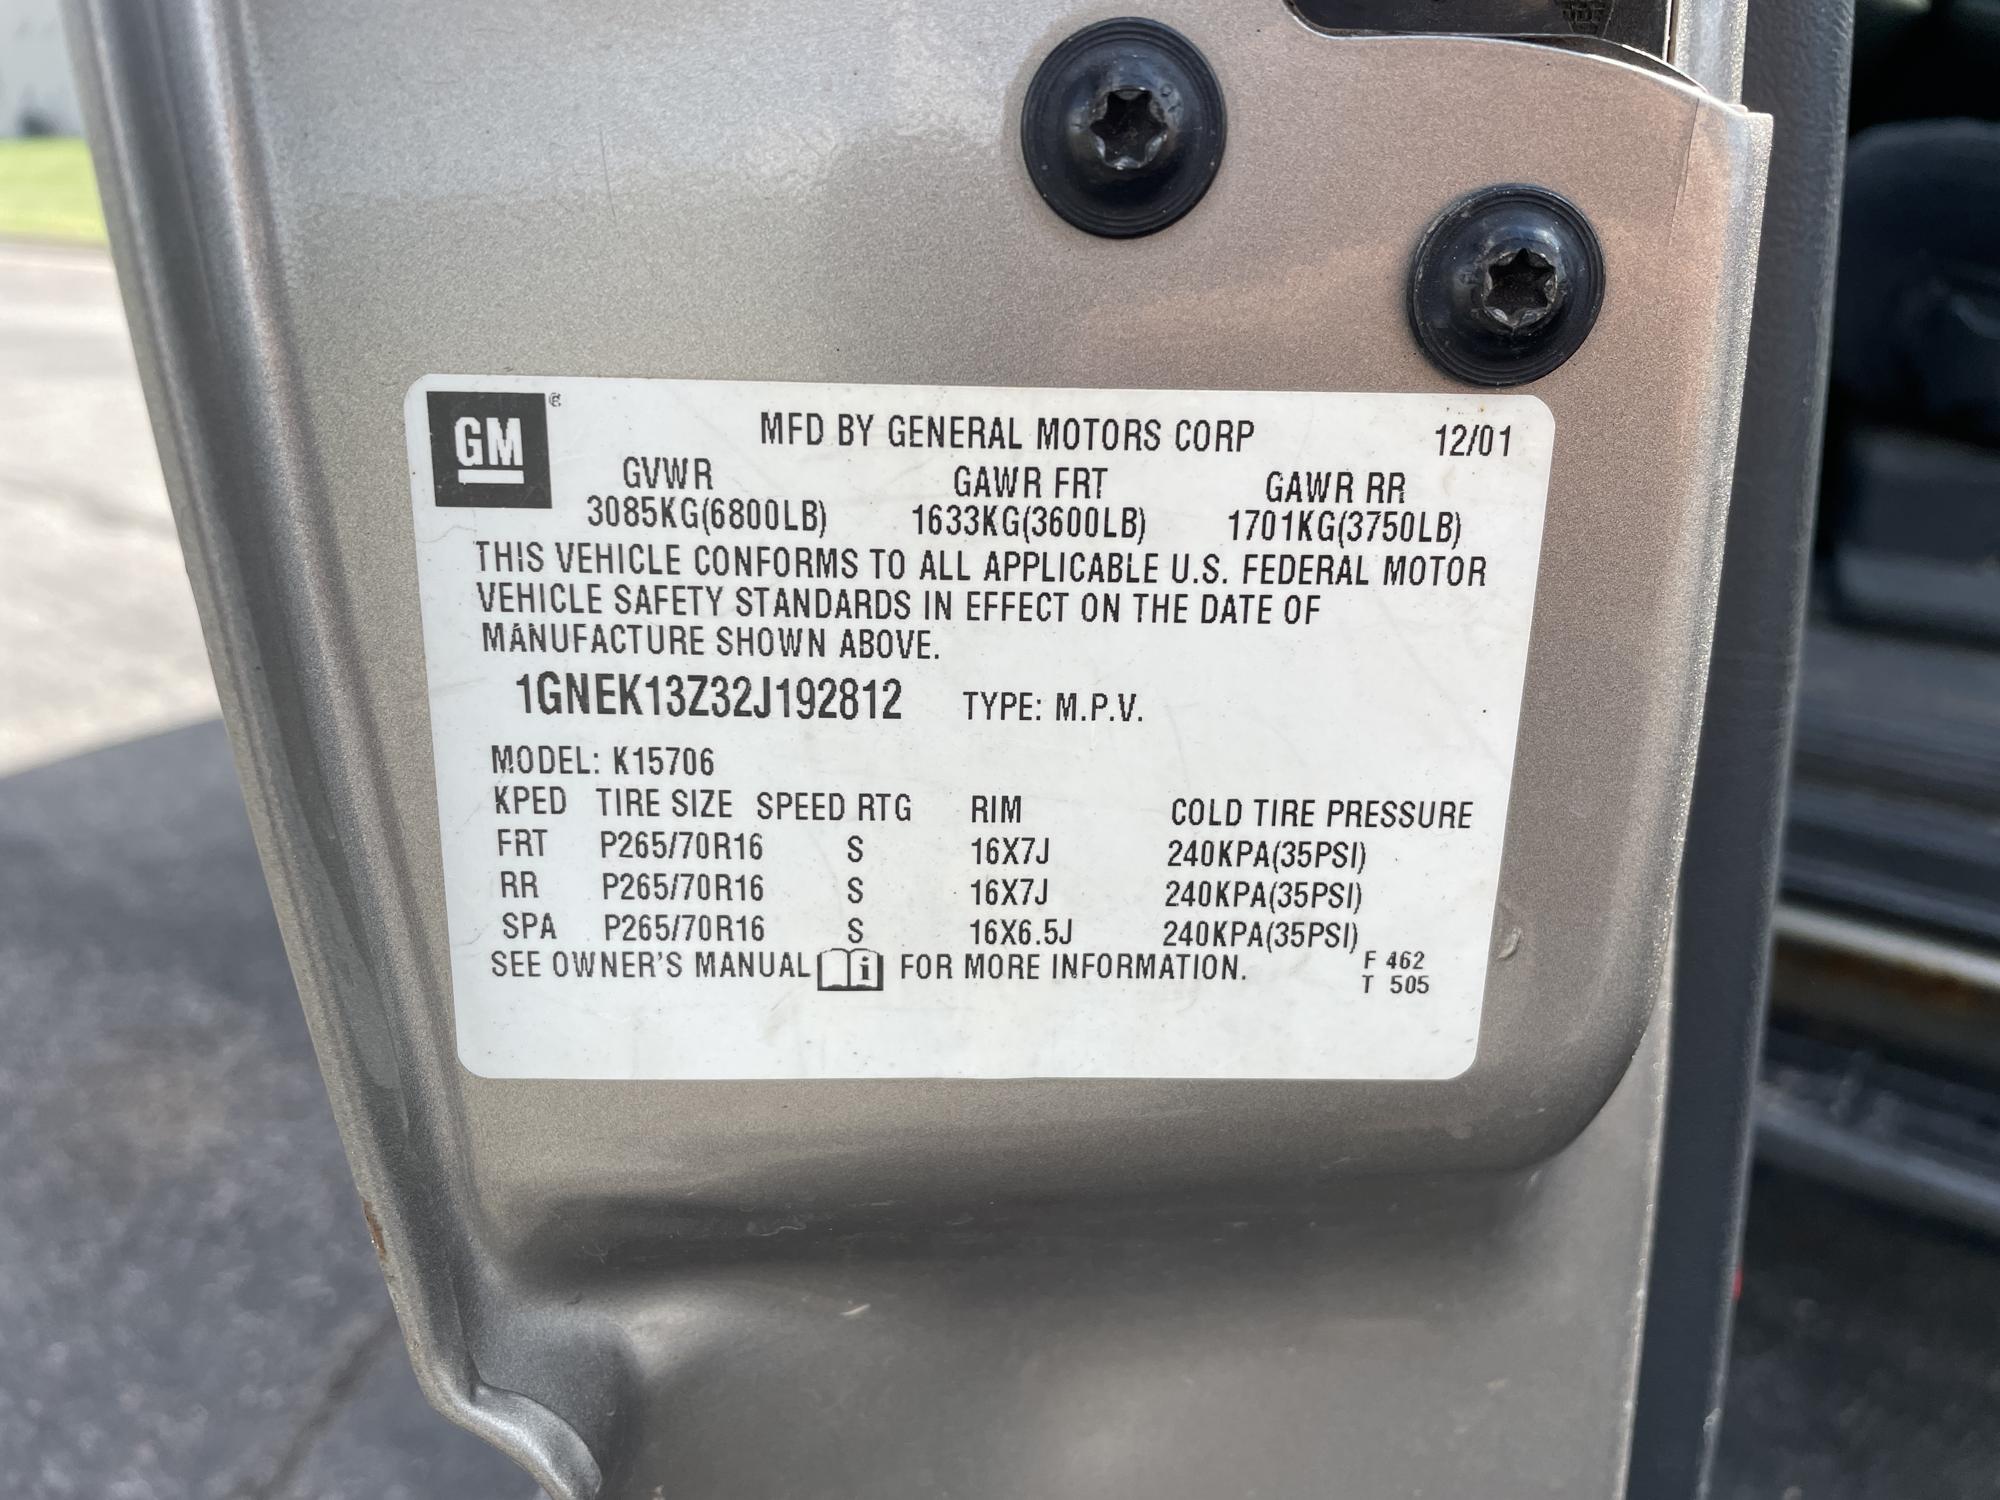 GM
MFD BY GENERAL MOTORS CORP 12/01
GVWR GAWR FRT GAWR RR
3085KG(6800LB) 1633KG(3600LB) 1701KG(3750LB)
THIS VEHICLE CONFORMS TO ALL APPLICABLE U.S. FEDERAL MOTOR
VEHICLE SAFETY STANDARDS IN EFFECT ON THE DATE OF
MANUFACTURE SHOWN ABOVE.
1GNEK13Z32J192812 TYPE: M.P.V.
MODEL: K15706
KPED TIRE SIZE SPEED RTG RIM COLD TIRE PRESSURE
FRT P265/70R16 S 16X7J 240KPA(35PSI)
RR P265/70R16 S 16X7J 240KPA(35PSI)
SPA P265/70R16 S 16X6.5J 240KPA(35PSI)
SEE OWNER'S MANUAL i FOR MORE INFORMATION.
F 462
T 505